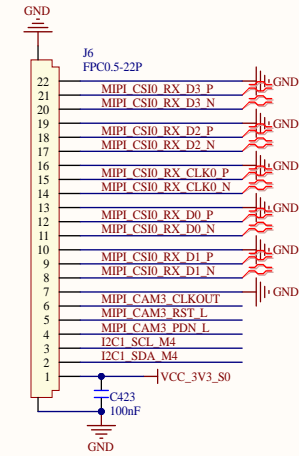 GND
J6
FPC0.5-22P
22 GND
21 MIPI_CSI0_RX_D3_P
20 MIPI_CSI0_RX_D3_N
19 GND
18 MIPI_CSI0_RX_D2_P
17 MIPI_CSI0_RX_D2_N
16 GND
15 MIPI_CSI0_RX_CLK0_P
14 MIPI_CSI0_RX_CLK0_N
13 GND
12 MIPI_CSI0_RX_D0_P
11 MIPI_CSI0_RX_D0_N
10 GND
9 MIPI_CSI0_RX_D1_P
8 MIPI_CSI0_RX_D1_N
7 GND
6 MIPI_CAM3_CLKOUT
5 MIPI_CAM3_RST_L
4 MIPI_CAM3_PDN_L
3 I2C1_SCL_M4
2 I2C1_SDA_M4
1 VCC_3V3_S0
C423
100nF
GND